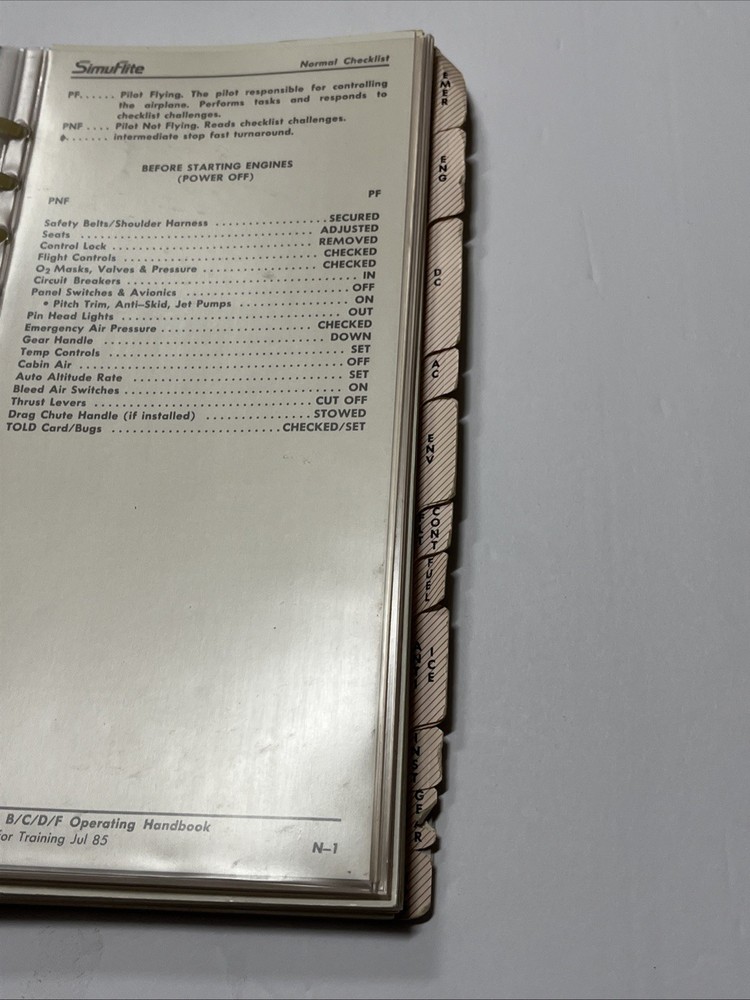 SimuFlite Normal Checklist
PF...... Pilot Flying. The pilot responsible for controlling
the airplane. Performs tasks and responds to
checklist challenges.
PNF .... Pilot Not Flying. Reads checklist challenges.
....... intermediate stop fast turnaround.
BEFORE STARTING ENGINES
(POWER OFF)
PNF PF
Safety Belts/Shoulder Harness ................ SECURED
Seats ........................................ ADJUSTED
Control Lock ................................. REMOVED
Flight Controls .............................. CHECKED
O2 Masks, Valves & Pressure .................. CHECKED
Circuit Breakers ............................. IN
Panel Switches & Avionics .................... OFF
• Pitch Trim, Anti-Skid, Jet Pumps ........... ON
Pin Head Lights .............................. OUT
Emergency Air Pressure ....................... CHECKED
Gear Handle .................................. DOWN
Temp Controls ................................ SET
Cabin Air .................................... OFF
Auto Altitude Rate ........................... SET
Bleed Air Switches ........................... ON
Thrust Levers ................................ CUT OFF
Drag Chute Handle (if installed) ............. STOWED
TOLD Card/Bugs ............................... CHECKED/SET
B/C/D/F Operating Handbook
for Training Jul 85 N-1
EMER
ENG
DC
AC
ENV
CONT
FUEL
ICE
INST
GEAR